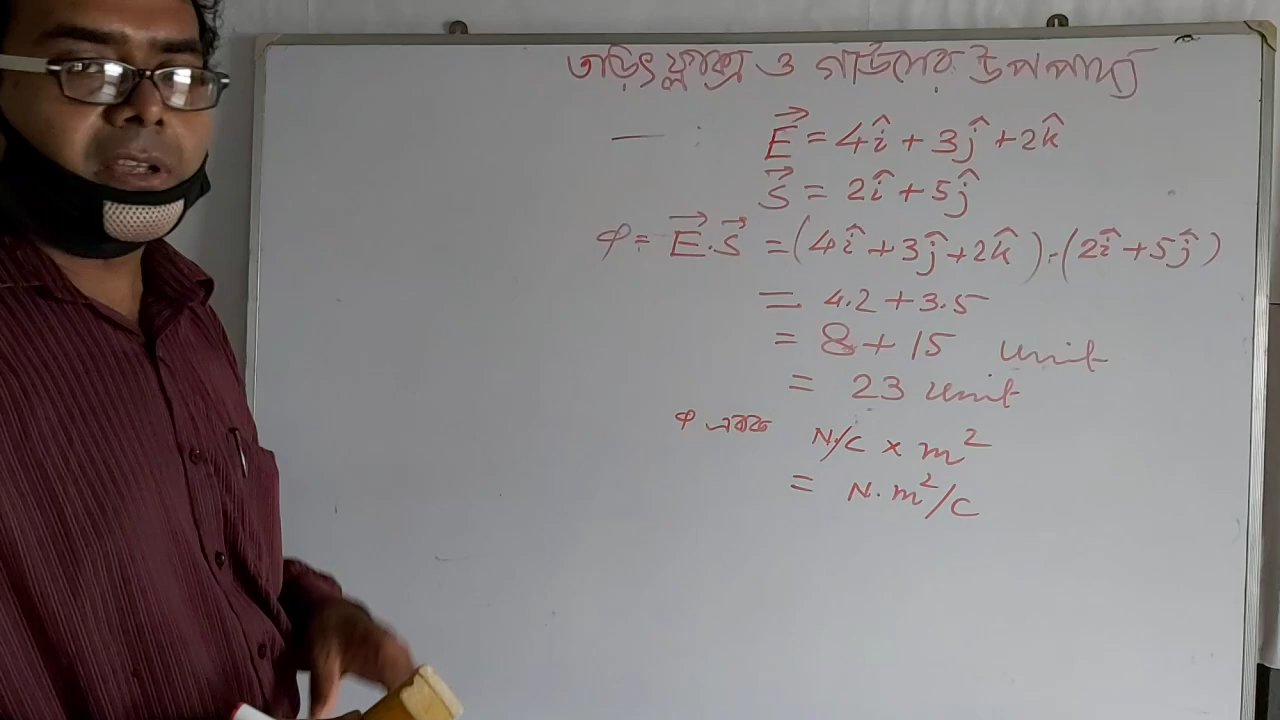 তড়িৎ ফ্লাক্স ও গাউসের উপপাদ্য
— : E⃗ = 4î + 3ĵ + 2k̂
S⃗ = 2î + 5ĵ
φ = E⃗.S⃗ = (4î + 3ĵ + 2k̂).(2î + 5ĵ)
= 4.2 + 3.5
= 8 + 15 unit
= 23 unit
φ একক N/C × m²
= N.m²/C